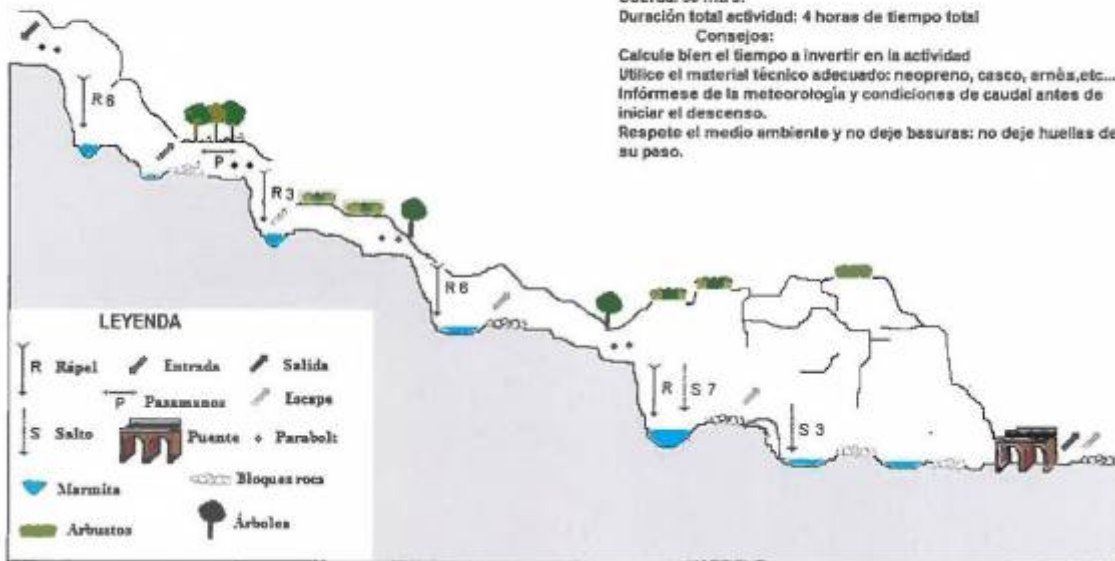 Duración total actividad: 4 horas de tiempo total
Consejos:
Calcule bien el tiempo a invertir en la actividad
Utilice el material técnico adecuado: neopreno, casco, arnès,etc...
Infórmese de la meteorología y condiciones de caudal antes de
iniciar el descenso.
Respete el medio ambiente y no deje basuras: no deje huellas de
su paso.
R 6
P
R 3
R 6
R
S 7
S 3
LEYENDA
R Rápel
Entrada
Salida
P Pasamanos
Escape
S Salto
Puente
Parabolt
Marmita
Bloques roca
Arbustos
Árboles